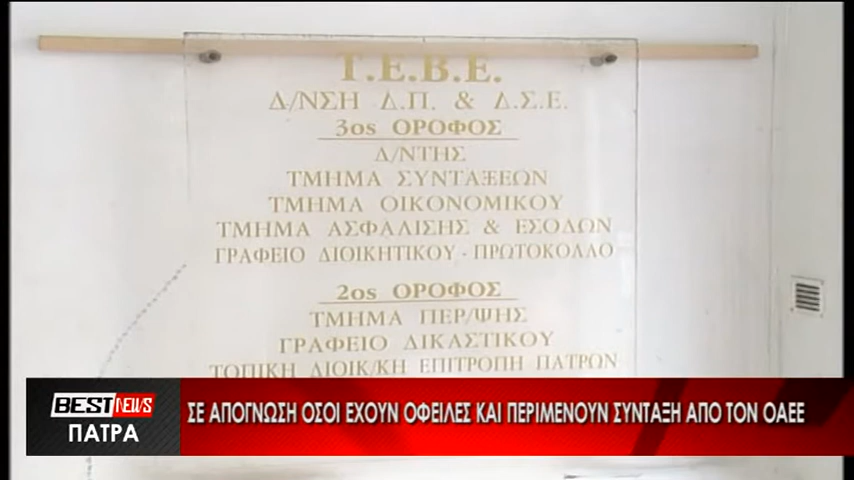 Τ.Ε.Β.Ε.
Δ/ΝΣΗ Δ.Π. & Δ.Σ.Ε.
3os ΟΡΟΦΟΣ
Δ/ΝΤΗΣ
ΤΜΗΜΑ ΣΥΝΤΑΞΕΩΝ
ΤΜΗΜΑ ΟΙΚΟΝΟΜΙΚΟΥ
ΤΜΗΜΑ ΑΣΦΑΛΙΣΗΣ & ΕΣΟΔΩΝ
ΓΡΑΦΕΙΟ ΔΙΟΙΚΗΤΙΚΟΥ - ΠΡΩΤΟΚΟΛΛΟ
2os ΟΡΟΦΟΣ
ΤΜΗΜΑ ΠΕΡ/ΨΗΣ
ΓΡΑΦΕΙΟ ΔΙΚΑΣΤΙΚΟΥ
ΤΟΠΙΚΗ ΔΙΟΙΚ/ΚΗ ΕΠΙΤΡΟΠΗ ΠΑΤΡΩΝ
BEST NEWS
ΠΑΤΡΑ
ΣΕ ΑΠΟΓΝΩΣΗ ΟΣΟΙ ΕΧΟΥΝ ΟΦΕΙΛΕΣ ΚΑΙ ΠΕΡΙΜΕΝΟΥΝ ΣΥΝΤΑΞΗ ΑΠΟ ΤΟΝ ΟΑΕΕ